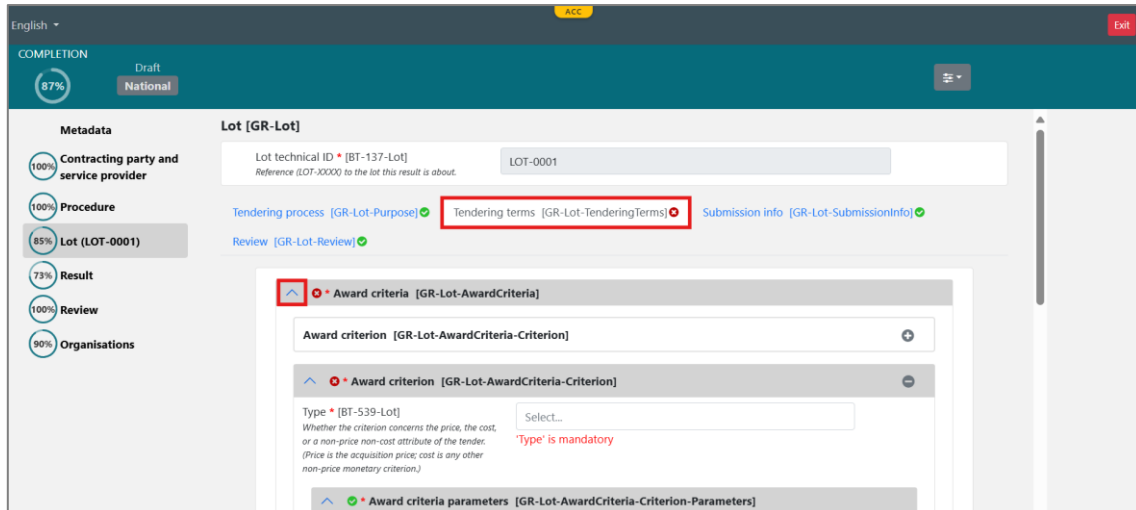 ACC
English
Exit
COMPLETION
87%
Draft
National
Metadata
100% Contracting party and
service provider
100% Procedure
85% Lot (LOT-0001)
73% Result
100% Review
90% Organisations
Lot [GR-Lot]
Lot technical ID * [BT-137-Lot]
Reference (LOT-XXXX) to the lot this result is about.
LOT-0001
Tendering process [GR-Lot-Purpose]
Tendering terms [GR-Lot-TenderingTerms]
Submission info [GR-Lot-SubmissionInfo]
Review [GR-Lot-Review]
* Award criteria [GR-Lot-AwardCriteria]
Award criterion [GR-Lot-AwardCriteria-Criterion]
* Award criterion [GR-Lot-AwardCriteria-Criterion]
Type * [BT-539-Lot]
Whether the criterion concerns the price, the cost,
or a non-price non-cost attribute of the tender.
(Price is the acquisition price; cost is any other
non-price monetary criterion.)
Select...
'Type' is mandatory
* Award criteria parameters [GR-Lot-AwardCriteria-Criterion-Parameters]